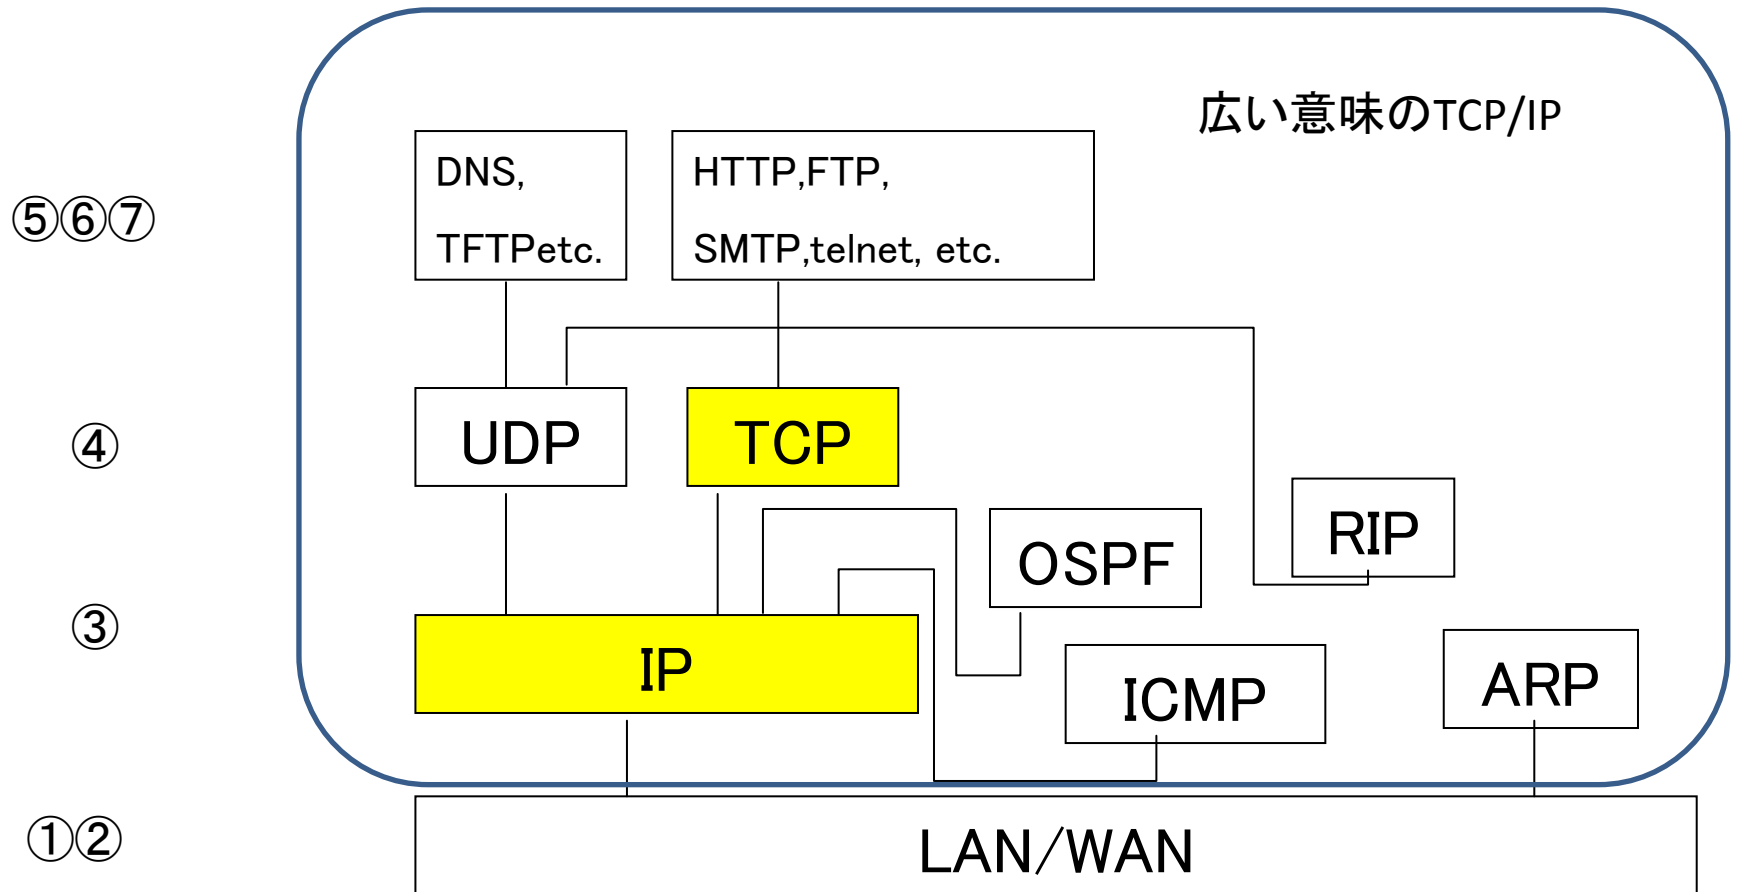 広い意味のTCP/IP
DNS,
TFTPetc.
HTTP,FTP,
SMTP,telnet, etc.
⑤⑥⑦
UDP
TCP
④
RIP
OSPF
③
IP
ICMP
ARP
①②
LAN/WAN